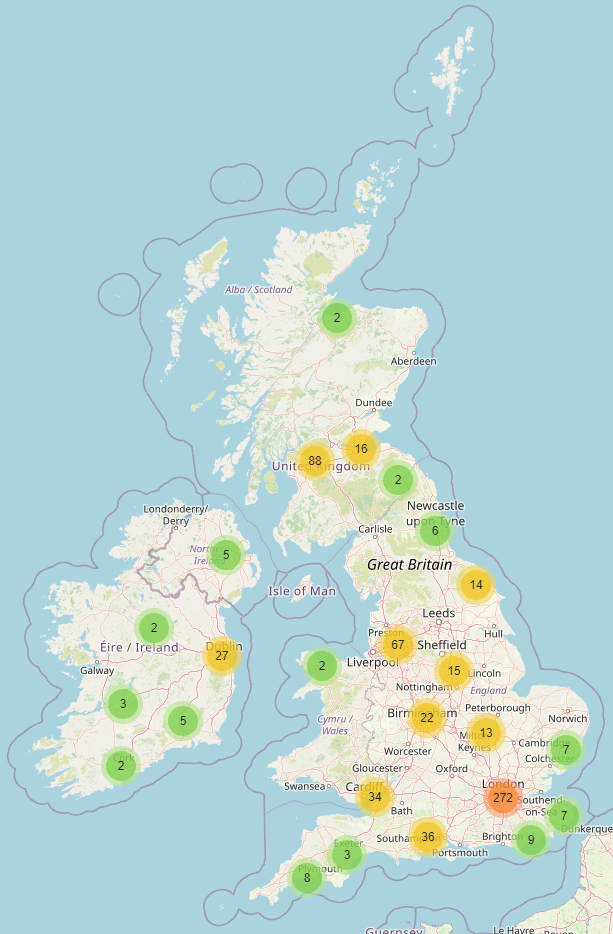 Alba / Scotland
2
Aberdeen
Dundee
16
88
United Kingdom
2
Londonderry/
Derry
Newcastle
upon Tyne
6
Carlisle
5
Northern
Ireland
Great Britain
14
Isle of Man
Leeds
2
Preston
Hull
Dublin
27
67
Sheffield
Éire / Ireland
Liverpool
2
Galway
15
Lincoln
Nottingham
England
3
5
Birmingham
22
Peterborough
Norwich
13
Milton
Keynes
Cymru /
Wales
Worcester
Cambridge
7
Colchester
Cork
2
Gloucester
Oxford
Swansea
Cardiff
34
London
272
Southend-
on-Sea
Bath
7
36
Southampton
Brighton
9
Dunkerque
Exeter
3
Portsmouth
Plymouth
8
Guernsey
Le Havre
Rouen